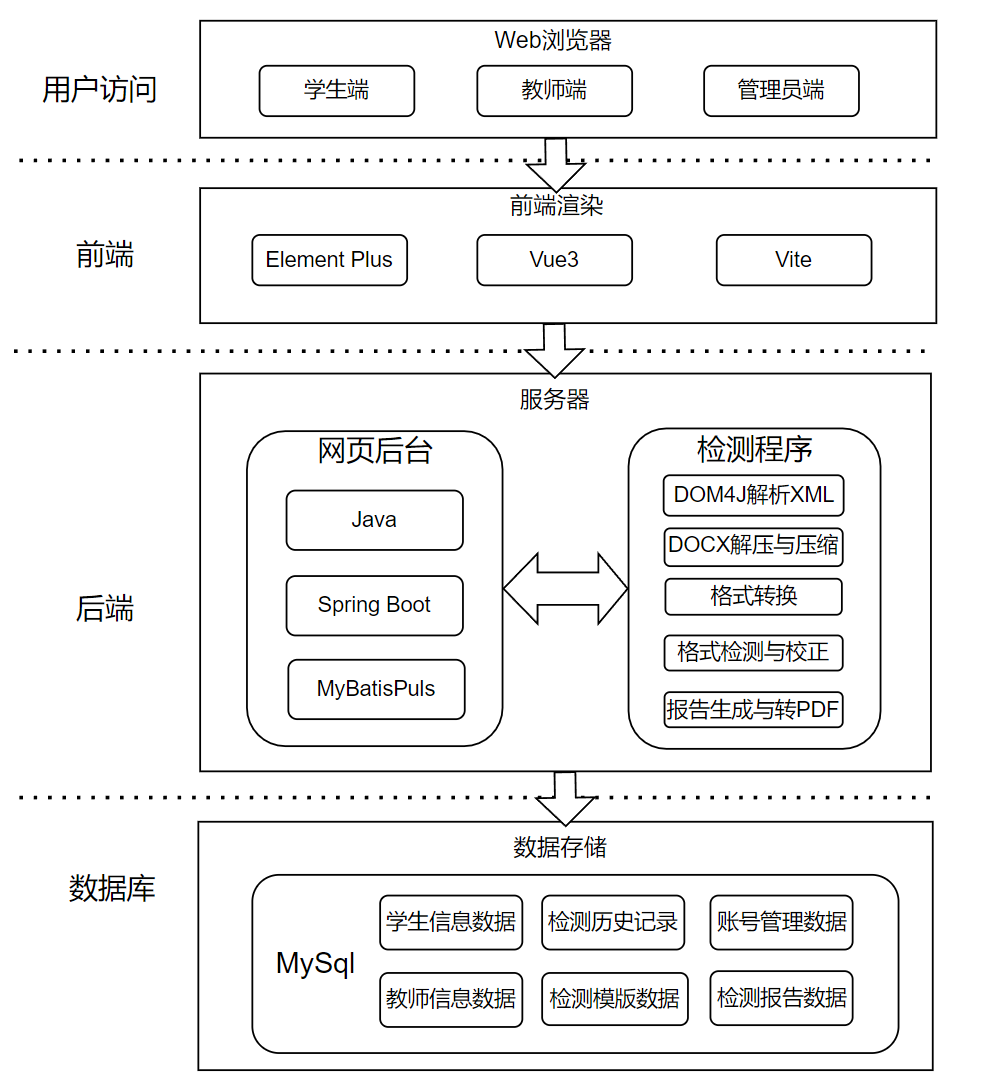 Web浏览器
用户访问
学生端
教师端
管理员端
前端渲染
前端
Element Plus
Vue3
Vite
服务器
后端
网页后台
Java
Spring Boot
MyBatisPuls
检测程序
DOM4J解析XML
DOCX解压与压缩
格式转换
格式检测与校正
报告生成与转PDF
数据存储
数据库
MySql
学生信息数据
检测历史记录
账号管理数据
教师信息数据
检测模版数据
检测报告数据